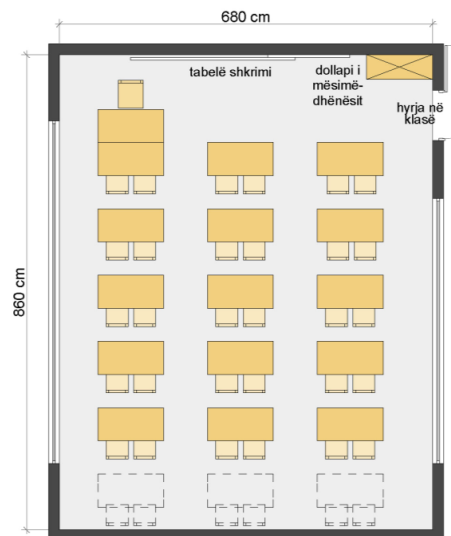 680 cm
tabelë shkrimi
dollapi i
mësimë-
dhënësit
hyrja në
klasë
860 cm